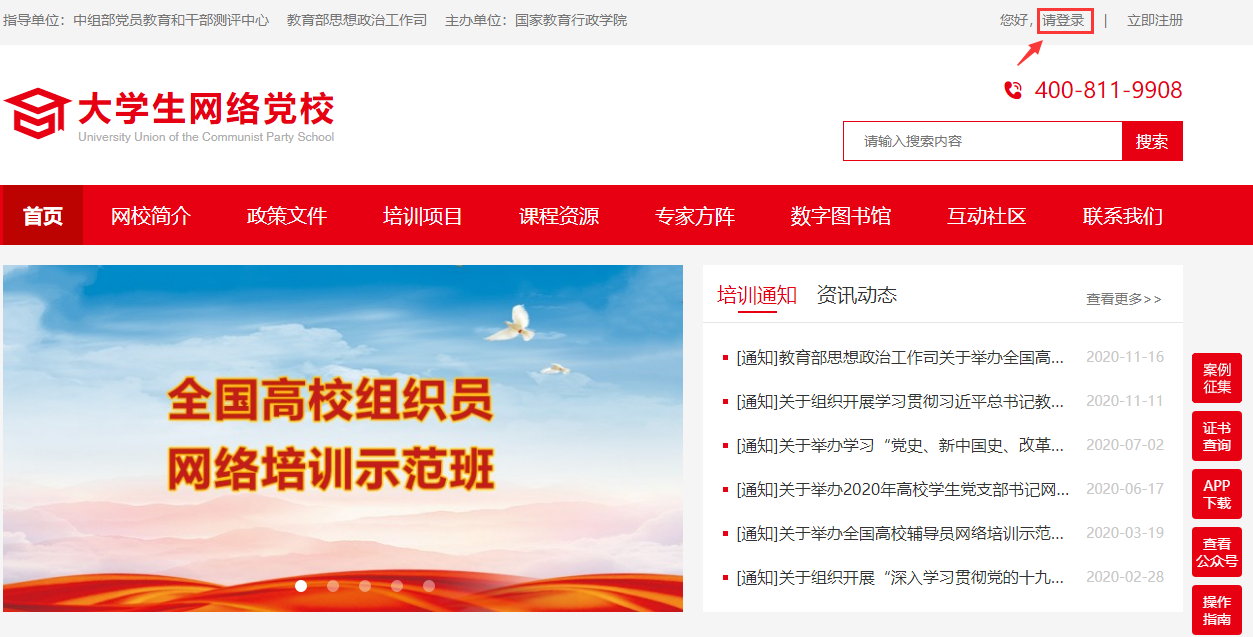 指导单位：中组部党员教育和干部测评中心 教育部思想政治工作司 主办单位：国家教育行政学院
您好，请登录 | 立即注册
大学生网络党校
University Union of the Communist Party School
400-811-9908
请输入搜索内容 搜索
首页 网校简介 政策文件 培训项目 课程资源 专家方阵 数字图书馆 互动社区 联系我们
全国高校组织员
网络培训示范班
培训通知 资讯动态 查看更多>>
[通知]教育部思想政治工作司关于举办全国高... 2020-11-16
[通知]关于组织开展学习贯彻习近平总书记教... 2020-11-11
[通知]关于举办学习“党史、新中国史、改革... 2020-07-02
[通知]关于举办2020年高校学生党支部书记网... 2020-06-17
[通知]关于举办全国高校辅导员网络培训示范... 2020-03-19
[通知]关于组织开展“深入学习贯彻党的十九... 2020-02-28
案例
征集
证书
查询
APP
下载
查看
公众号
操作
指南